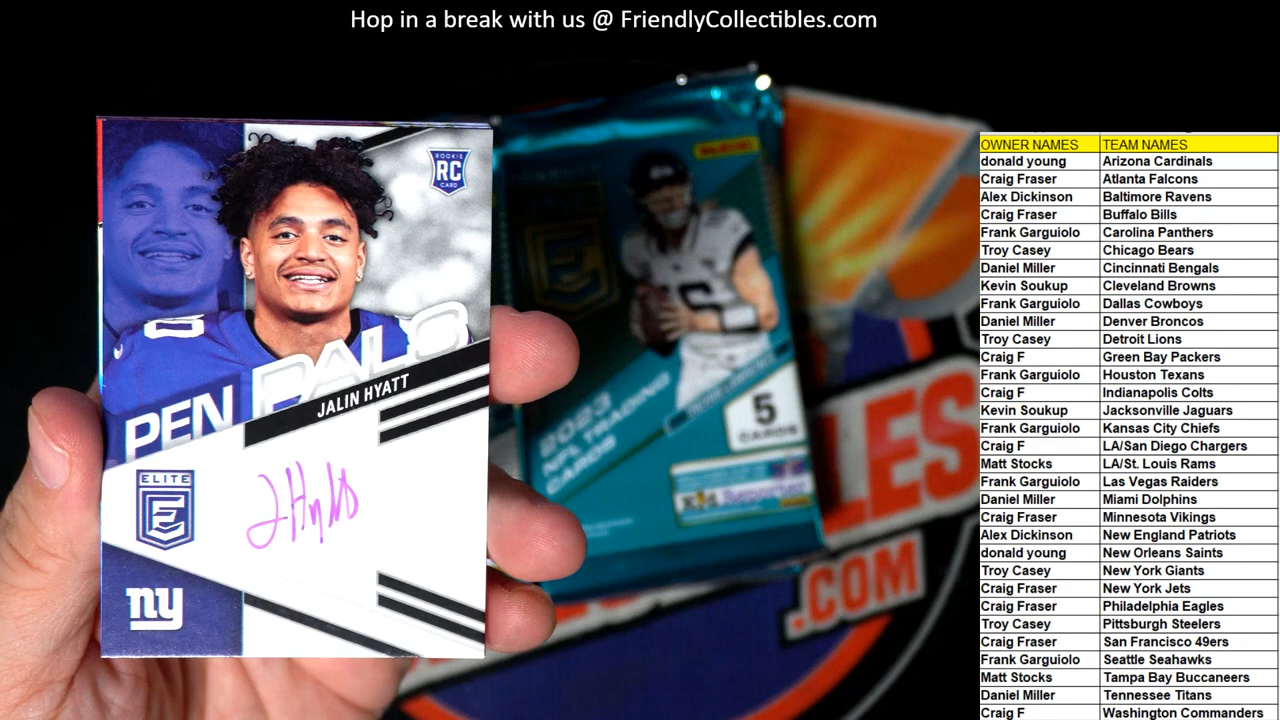 Hop in a break with us @ FriendlyCollectibles.com
ROOKIE
RC
CARD
PEN PALS
JALIN HYATT
ELITE
E
J Hyatt
ny
PANINI
E
2023
NFL TRADING
CARDS
5
CARDS
LES
.COM
OWNER NAMES TEAM NAMES
donald young Arizona Cardinals
Craig Fraser Atlanta Falcons
Alex Dickinson Baltimore Ravens
Craig Fraser Buffalo Bills
Frank Garguiolo Carolina Panthers
Troy Casey Chicago Bears
Daniel Miller Cincinnati Bengals
Kevin Soukup Cleveland Browns
Frank Garguiolo Dallas Cowboys
Daniel Miller Denver Broncos
Troy Casey Detroit Lions
Craig F Green Bay Packers
Frank Garguiolo Houston Texans
Craig F Indianapolis Colts
Kevin Soukup Jacksonville Jaguars
Frank Garguiolo Kansas City Chiefs
Craig F LA/San Diego Chargers
Matt Stocks LA/St. Louis Rams
Frank Garguiolo Las Vegas Raiders
Daniel Miller Miami Dolphins
Craig Fraser Minnesota Vikings
Alex Dickinson New England Patriots
donald young New Orleans Saints
Troy Casey New York Giants
Craig Fraser New York Jets
Craig Fraser Philadelphia Eagles
Troy Casey Pittsburgh Steelers
Craig Fraser San Francisco 49ers
Frank Garguiolo Seattle Seahawks
Matt Stocks Tampa Bay Buccaneers
Daniel Miller Tennessee Titans
Craig F Washington Commanders